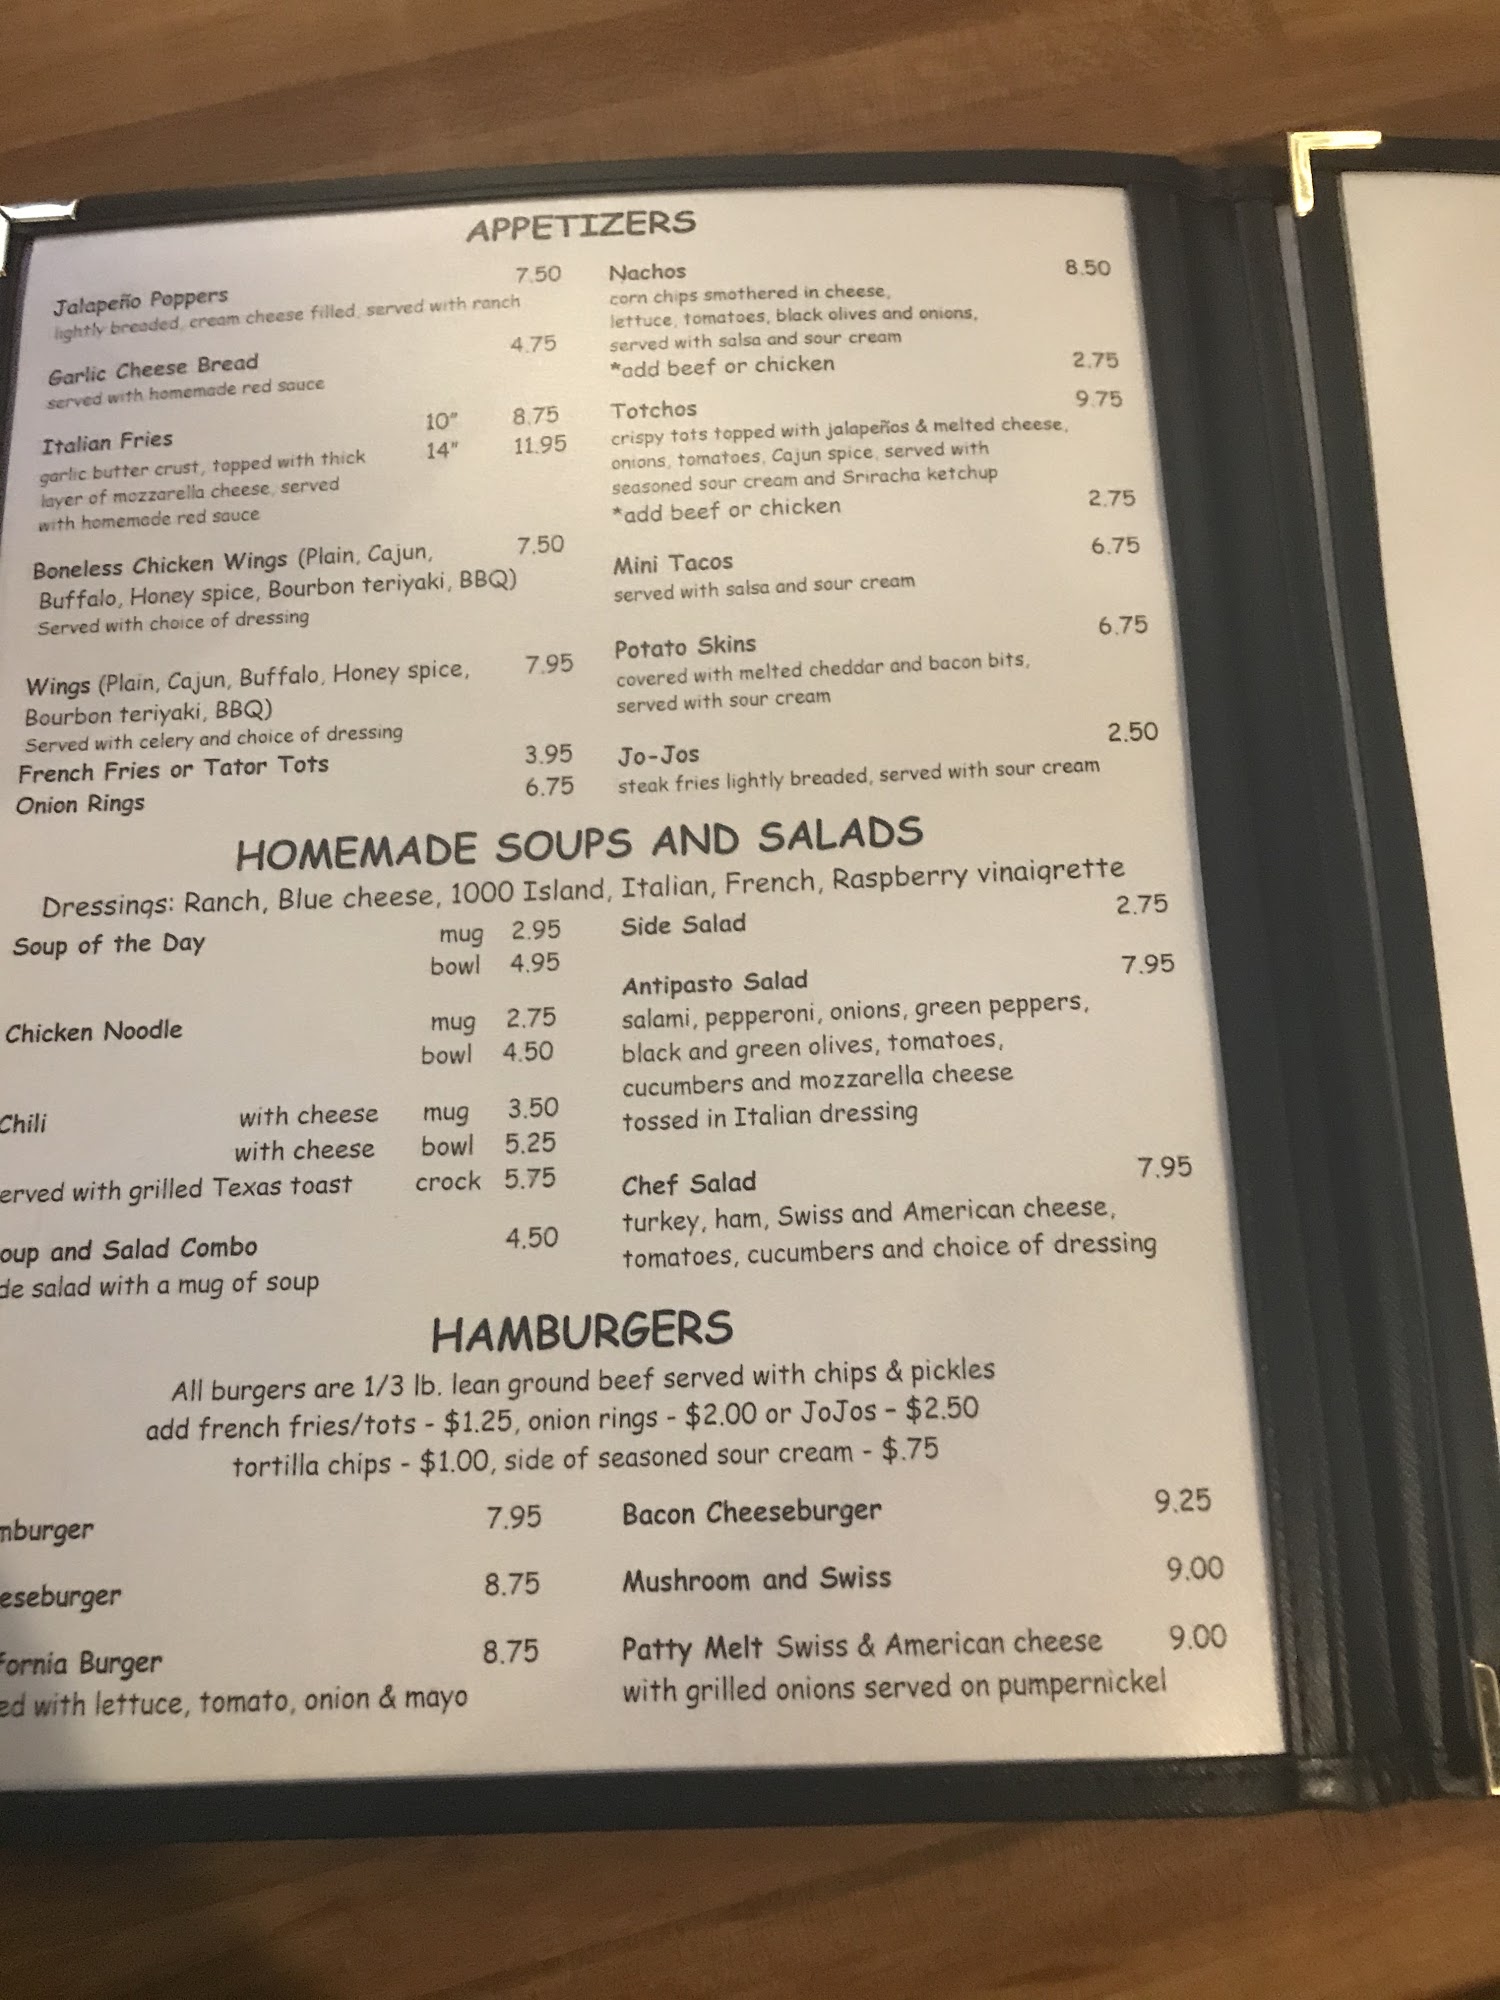 APPETIZERS
Jalapeño Poppers 7.50
lightly breaded, cream cheese filled, served with ranch
Garlic Cheese Bread 4.75
served with homemade red sauce
Italian Fries 10" 8.75
14" 11.95
garlic butter crust, topped with thick
layer of mozzarella cheese, served
with homemade red sauce
Boneless Chicken Wings (Plain, Cajun, 7.50
Buffalo, Honey spice, Bourbon teriyaki, BBQ)
Served with choice of dressing
Wings (Plain, Cajun, Buffalo, Honey spice, 7.95
Bourbon teriyaki, BBQ)
Served with celery and choice of dressing
French Fries or Tator Tots 3.95
Onion Rings 6.75
Nachos 8.50
corn chips smothered in cheese,
lettuce, tomatoes, black olives and onions,
served with salsa and sour cream
*add beef or chicken 2.75
Totchos 9.75
crispy tots topped with jalapeños & melted cheese,
onions, tomatoes, Cajun spice, served with
seasoned sour cream and Sriracha ketchup
*add beef or chicken 2.75
Mini Tacos 6.75
served with salsa and sour cream
Potato Skins 6.75
covered with melted cheddar and bacon bits,
served with sour cream
Jo-Jos 2.50
steak fries lightly breaded, served with sour cream
HOMEMADE SOUPS AND SALADS
Dressings: Ranch, Blue cheese, 1000 Island, Italian, French, Raspberry vinaigrette
Soup of the Day mug 2.95
bowl 4.95
Chicken Noodle mug 2.75
bowl 4.50
Chili with cheese mug 3.50
with cheese bowl 5.25
erved with grilled Texas toast crock 5.75
oup and Salad Combo 4.50
de salad with a mug of soup
Side Salad 2.75
Antipasto Salad 7.95
salami, pepperoni, onions, green peppers,
black and green olives, tomatoes,
cucumbers and mozzarella cheese
tossed in Italian dressing
Chef Salad 7.95
turkey, ham, Swiss and American cheese,
tomatoes, cucumbers and choice of dressing
HAMBURGERS
All burgers are 1/3 lb. lean ground beef served with chips & pickles
add french fries/tots - $1.25, onion rings - $2.00 or JoJos - $2.50
tortilla chips - $1.00, side of seasoned sour cream - $.75
mburger 7.95
eseburger 8.75
fornia Burger 8.75
ed with lettuce, tomato, onion & mayo
Bacon Cheeseburger 9.25
Mushroom and Swiss 9.00
Patty Melt Swiss & American cheese 9.00
with grilled onions served on pumpernickel